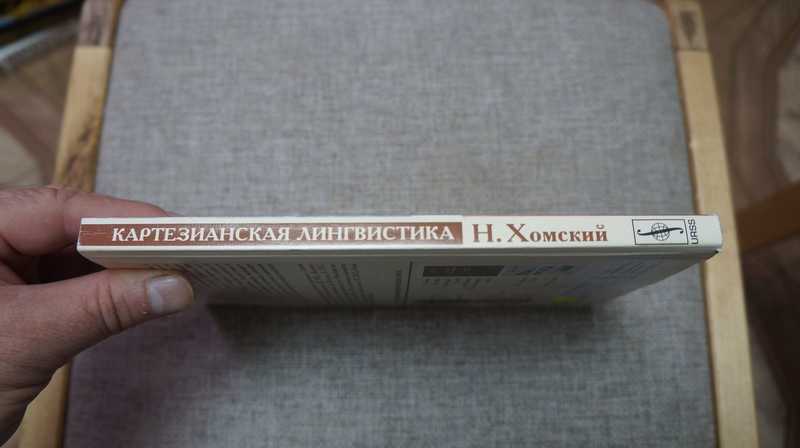 КАРТЕЗИАНСКАЯ ЛИНГВИСТИКА Н. Хомский
URSS